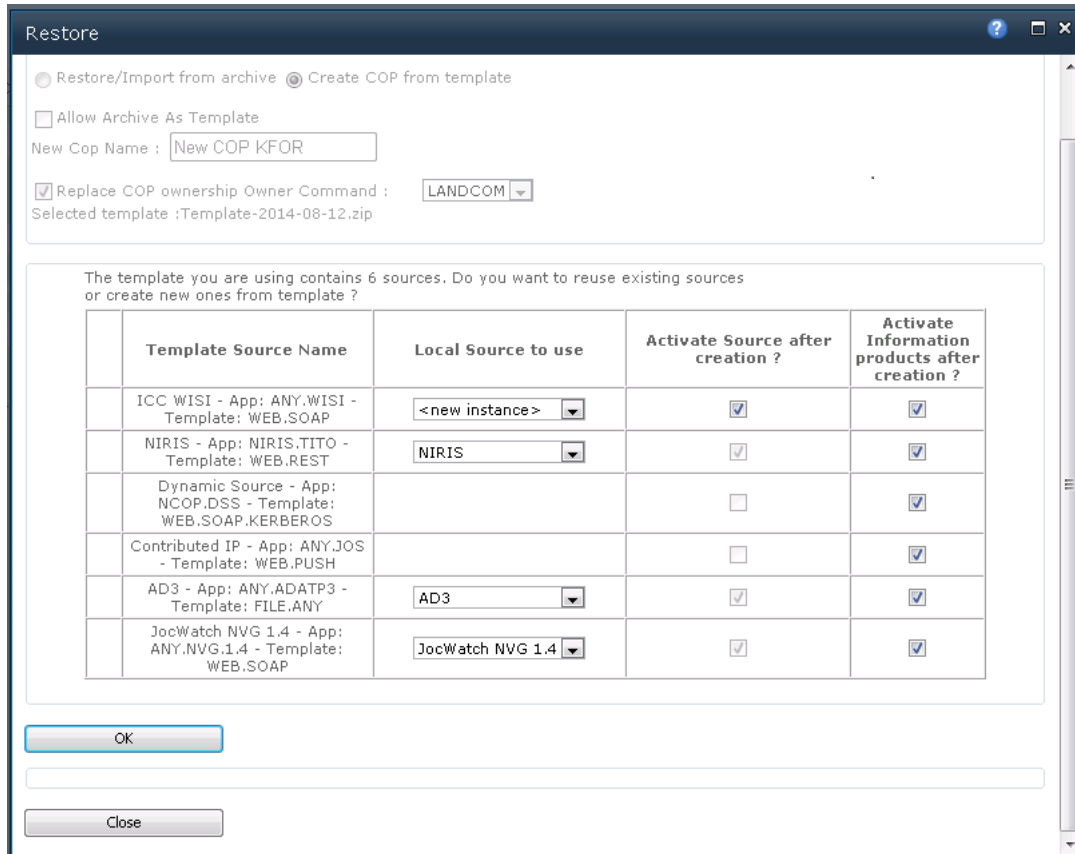 Restore
Restore/Import from archive Create COP from template
Allow Archive As Template
New Cop Name : New COP KFOR
Replace COP ownership Owner Command : LANDCOM
Selected template :Template-2014-08-12.zip
The template you are using contains 6 sources. Do you want to reuse existing sources
or create new ones from template ?
Template Source Name
Local Source to use
Activate Source after
creation ?
Activate
Information
products after
creation ?
ICC WISI - App: ANY.WISI -
Template: WEB.SOAP
<new instance>
NIRIS - App: NIRIS.TITO -
Template: WEB.REST
NIRIS
Dynamic Source - App:
NCOP.DSS - Template:
WEB.SOAP.KERBEROS
Contributed IP - App: ANY.JOS
- Template: WEB.PUSH
AD3 - App: ANY.ADATP3 -
Template: FILE.ANY
AD3
JocWatch NVG 1.4 - App:
ANY.NVG.1.4 - Template:
WEB.SOAP
JocWatch NVG 1.4
OK
Close